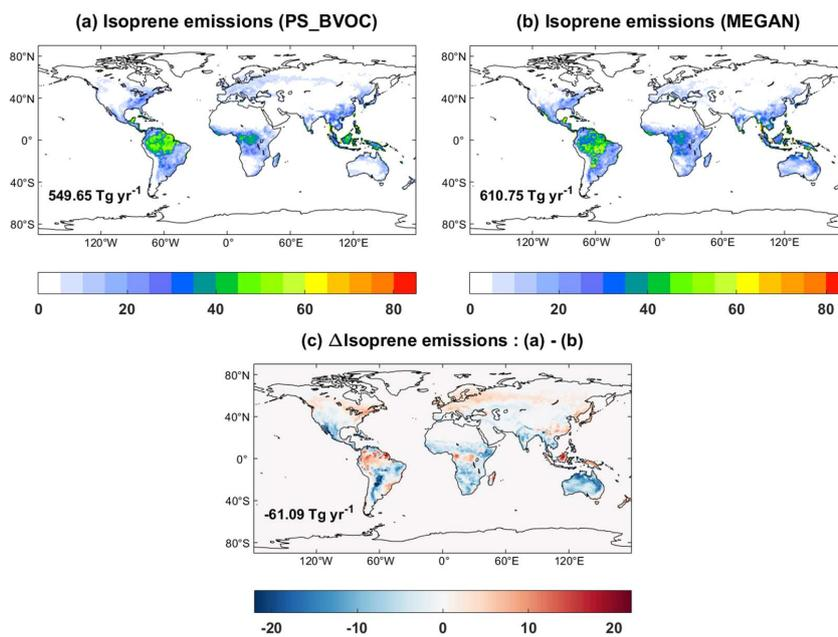 (a) Isoprene emissions (PS_BVOC)
80°N
40°N
0°
40°S
80°S
549.65 Tg yr-1
120°W 60°W 0° 60°E 120°E
0 20 40 60 80
(b) Isoprene emissions (MEGAN)
80°N
40°N
0°
40°S
80°S
610.75 Tg yr-1
120°W 60°W 0° 60°E 120°E
0 20 40 60 80
(c) ΔIsoprene emissions : (a) - (b)
80°N
40°N
0°
40°S
80°S
-61.09 Tg yr-1
120°W 60°W 0° 60°E 120°E
-20 -10 0 10 20